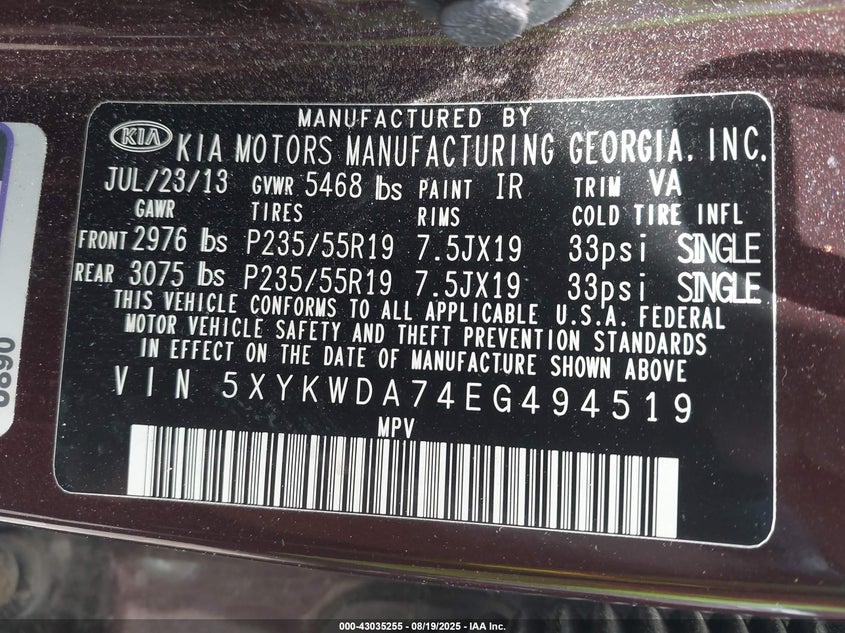 MANUFACTURED BY
KIA KIA MOTORS MANUFACTURING GEORGIA, INC.
JUL/23/13 GVWR 5468 lbs PAINT IR TRIM VA
GAWR TIRES RIMS COLD TIRE INFL
FRONT 2976 lbs P235/55R19 7.5JX19 33psi SINGLE
REAR 3075 lbs P235/55R19 7.5JX19 33psi SINGLE
THIS VEHICLE CONFORMS TO ALL APPLICABLE U.S.A. FEDERAL
MOTOR VEHICLE SAFETY AND THEFT PREVENTION STANDARDS
IN EFFECT ON THE DATE OF MANUFACTURE SHOWN ABOVE
VIN 5XYKWDA74EG494519
MPV
0890
000-43035255 - 08/19/2025 - IAA Inc.